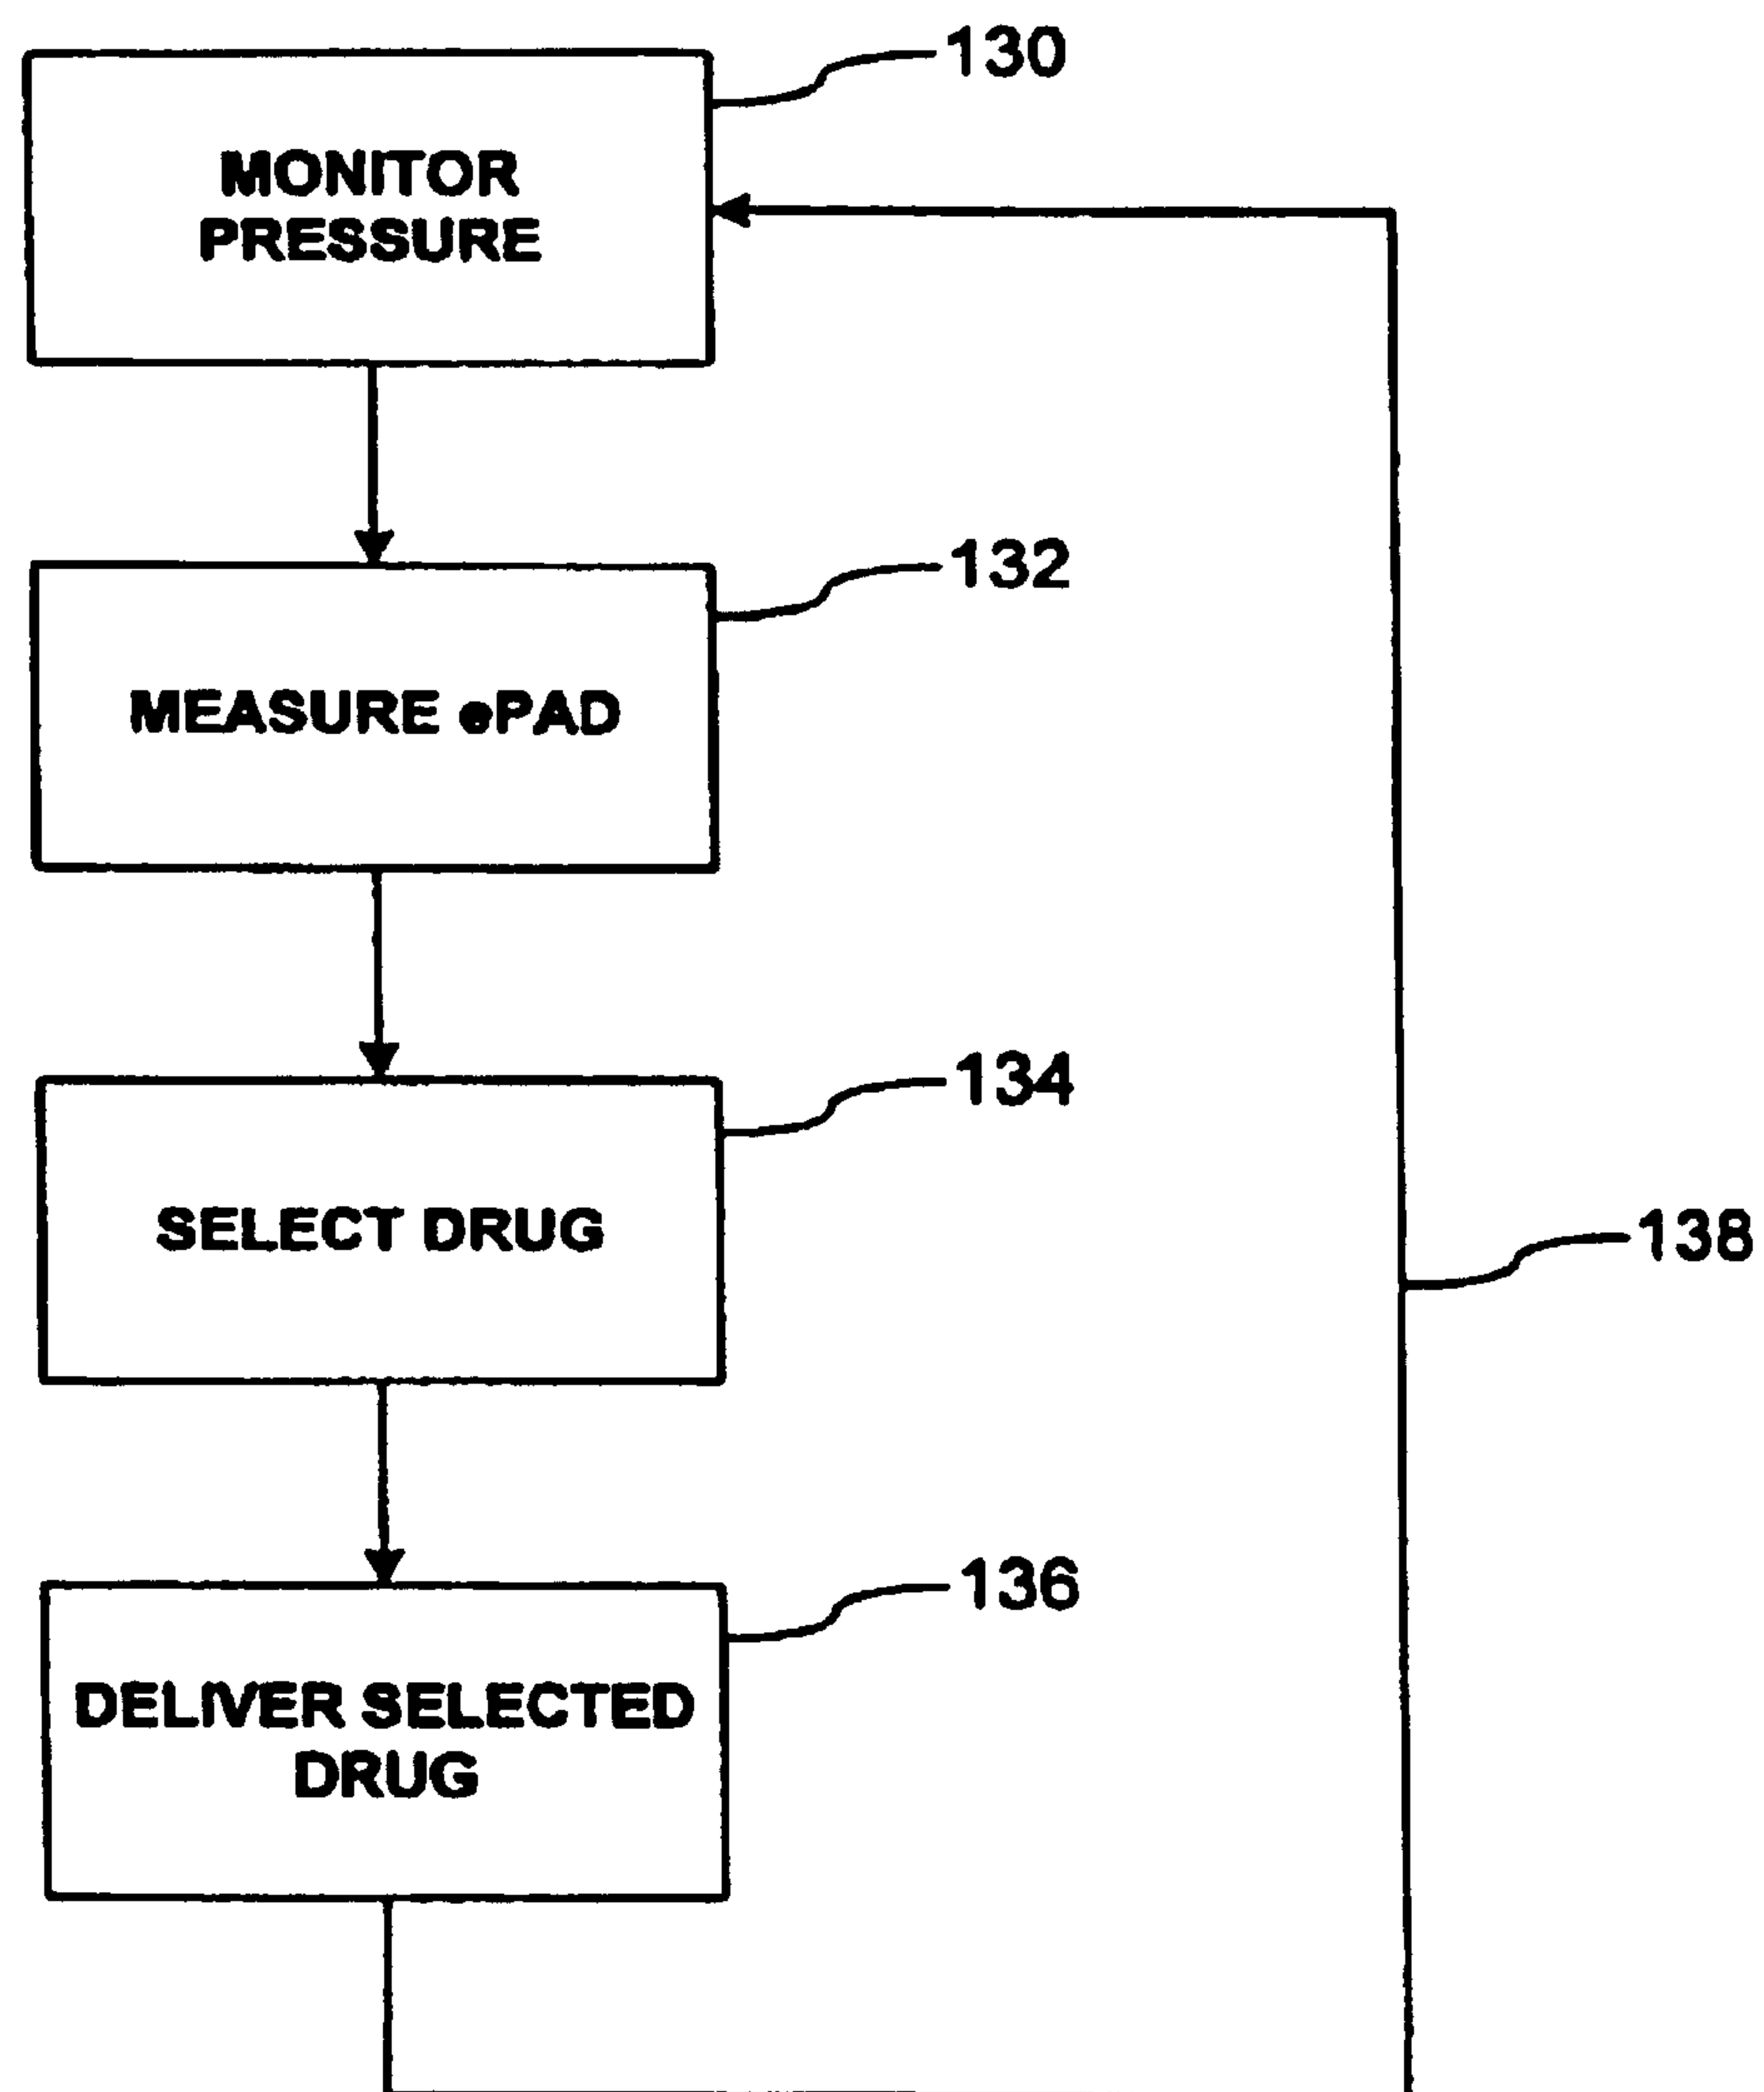 130
MONITOR
PRESSURE
132
MEASURE ePAD
134
SELECT DRUG
138
136
DELIVER SELECTED
DRUG